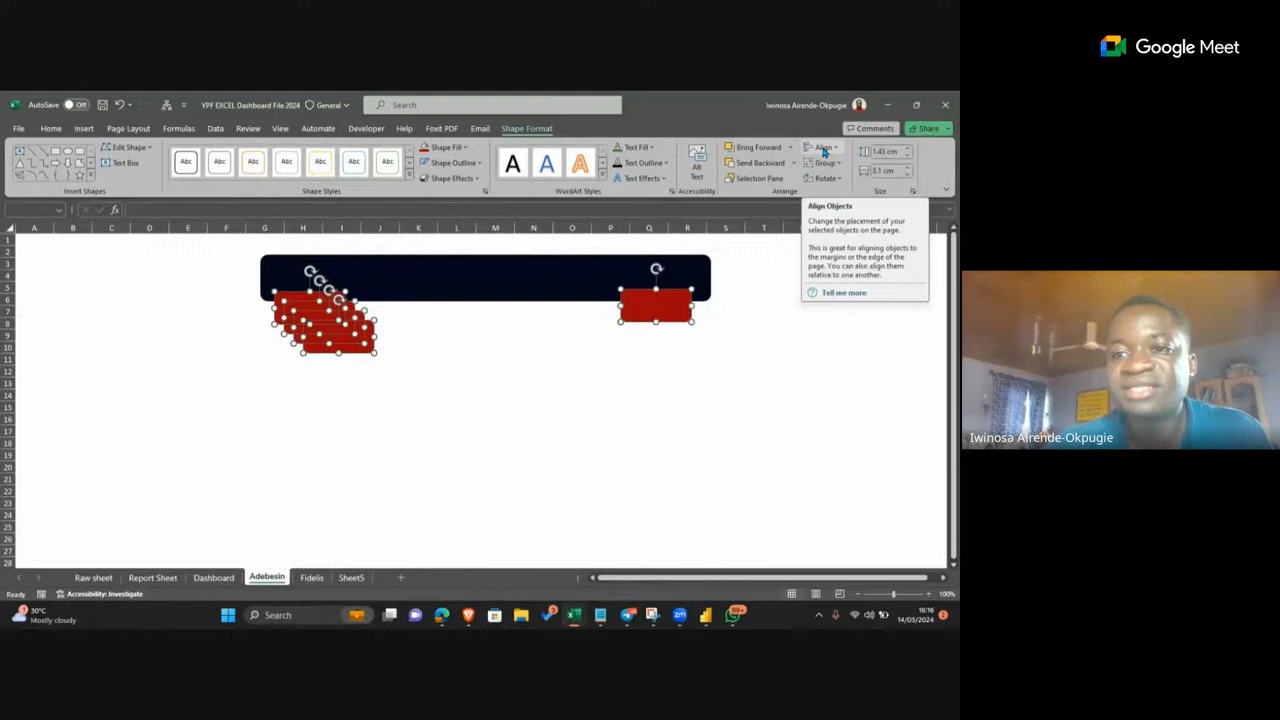 Google Meet
AutoSave Off YPF EXCEL Dashboard File 2024 General Search Iwinosa Airende-Okpugie
File Home Insert Page Layout Formulas Data Review View Automate Developer Help Foxit PDF Email Shape Format Comments Share
Edit Shape
Text Box
Abc Abc Abc Abc Abc Abc Abc
Shape Fill
Shape Outline
Shape Effects
A A A
Text Fill
Text Outline
Text Effects
Alt
Text
Bring Forward
Send Backward
Selection Pane
Align
Group
Rotate
1.43 cm
3.1 cm
Insert Shapes Shape Styles WordArt Styles Accessibility Arrange Size
fx
Align Objects
Change the placement of your
selected objects on the page.
This is great for aligning objects to
the margins or the edge of the
page. You can also align them
relative to one another.
Tell me more
A B C D E F G H I J K L M N O P Q R S T
1
2
3
4
5
6
7
8
9
10
11
12
13
14
15
16
17
18
19
20
21
22
23
24
25
26
27
28
Iwinosa Airende-Okpugie
Raw sheet Report Sheet Dashboard Adebesin Fidelis Sheet5
Ready Accessibility: Investigate 100%
30°C
Mostly cloudy
Search
99+
16:16
14/03/2024